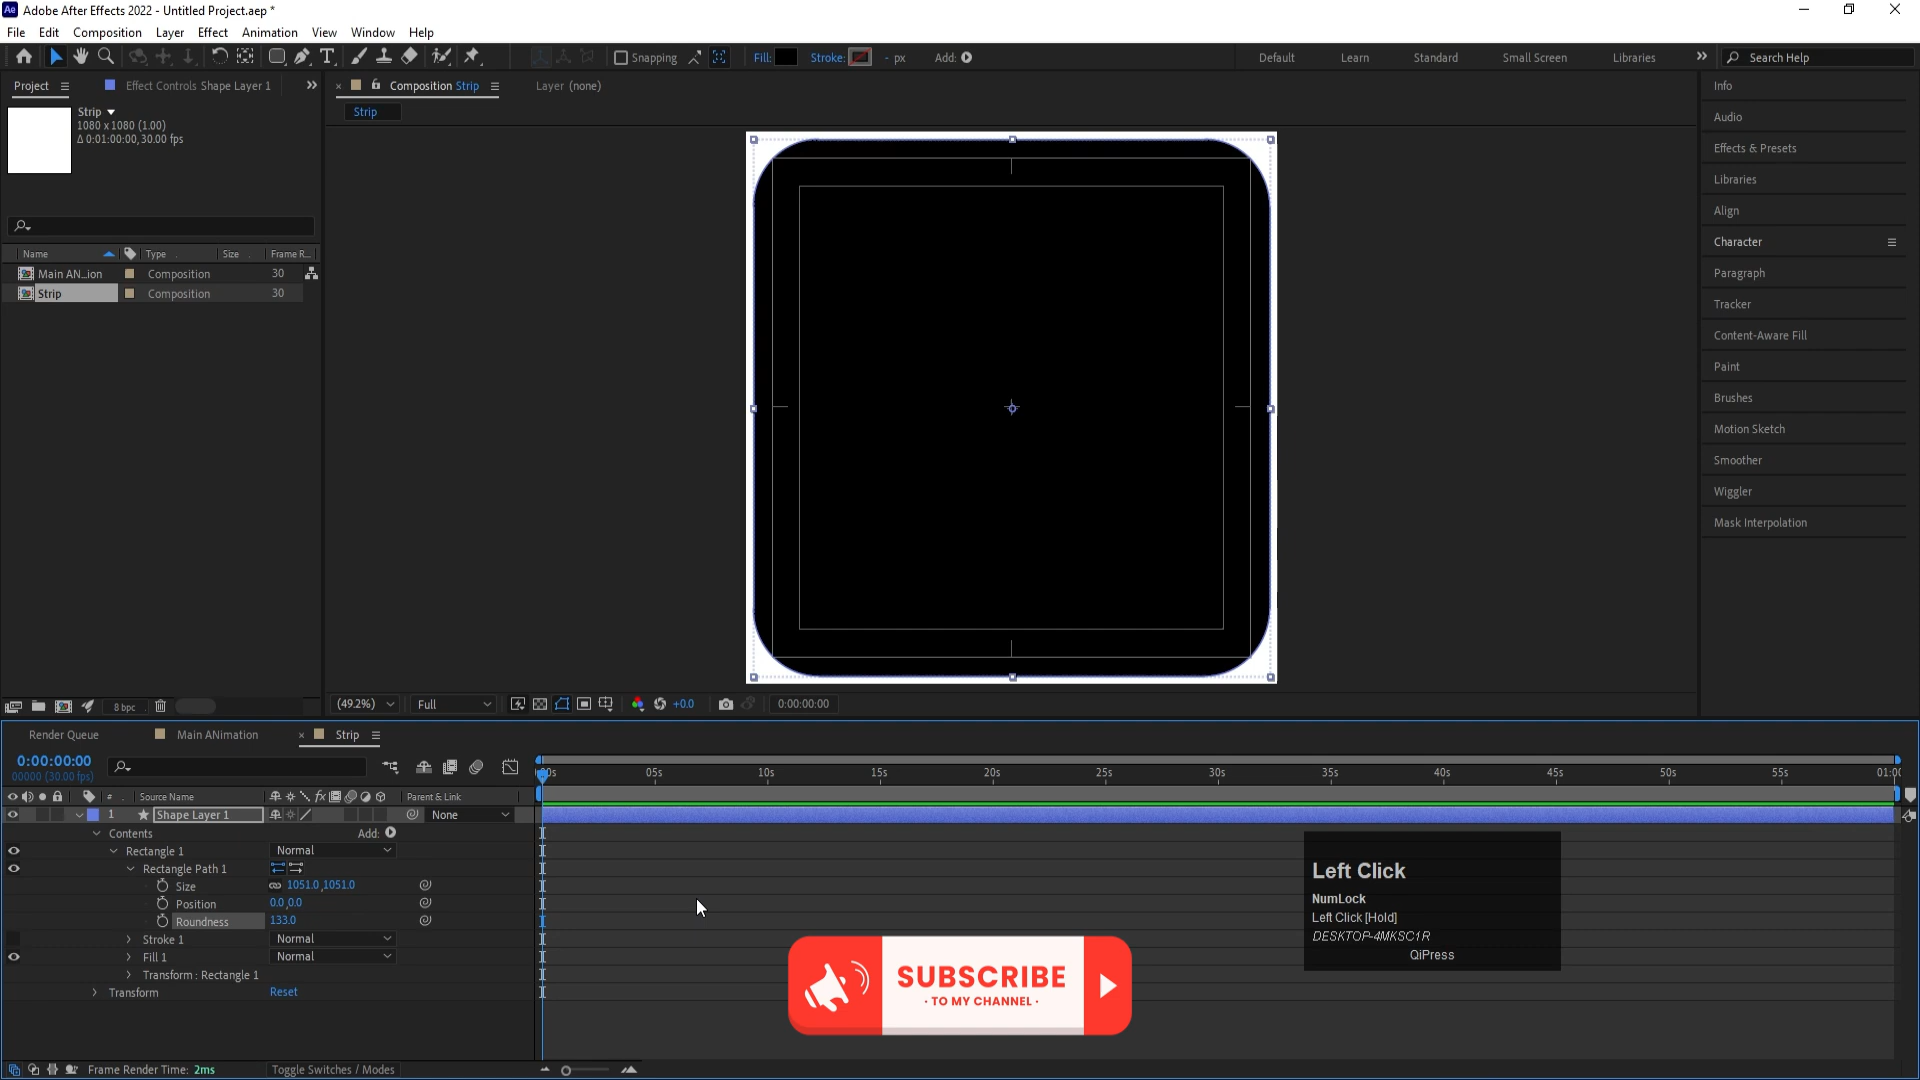 Adobe After Effects 2022 - Untitled Project.aep *
File Edit Composition Layer Effect Animation View Window Help
Snapping Fill: Stroke: - px Add: Default Learn Standard Small Screen Libraries Search Help
Project Effect Controls Shape Layer 1 Composition Strip Layer (none) Info
Strip
1080 x 1080 (1.00)
Δ 0:01:00:00, 30.00 fps
Strip
Audio
Effects & Presets
Libraries
Align
Character
Paragraph
Tracker
Content-Aware Fill
Paint
Brushes
Motion Sketch
Smoother
Wiggler
Mask Interpolation
Name Type Size Frame R...
Main AN...ion Composition 30
Strip Composition 30
8 bpc
(49.2%) Full +0.0 0:00:00:00
Render Queue Main ANimation Strip
0:00:00:00
00000 (30.00 fps)
05s 10s 15s 20s 25s 30s 35s 40s 45s 50s 55s 01:00
# Source Name fx Parent & Link
1 Shape Layer 1 None
Contents Add:
Rectangle 1 Normal
Rectangle Path 1
Size 1051.0,1051.0
Position 0.0,0.0
Roundness 133.0
Stroke 1 Normal
Fill 1 Normal
Transform : Rectangle 1
Transform Reset
Left Click
NumLock
Left Click [Hold]
DESKTOP-4MKSC1R
QiPress
SUBSCRIBE
· TO MY CHANNEL ·
Frame Render Time: 2ms Toggle Switches / Modes